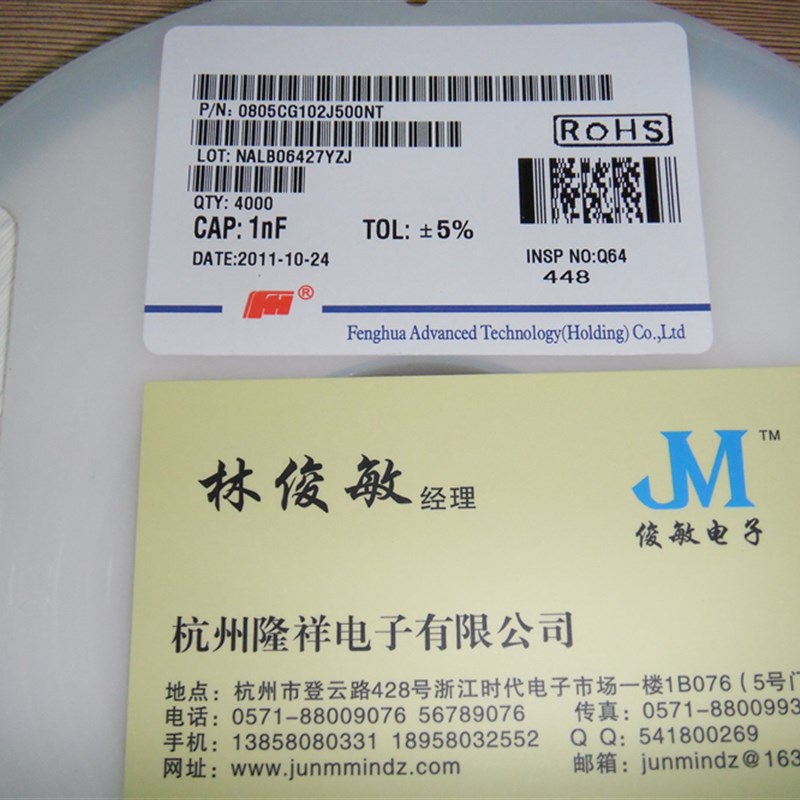 P/N: 0805CG102J500NT
RoHS
LOT: NALB06427YZJ
QTY: 4000
CAP: 1nF TOL: ±5%
DATE:2011-10-24 INSP NO:Q64
448
FH ®
Fenghua Advanced Technology(Holding) Co.,Ltd
JM ™
林俊敏 经理
俊敏电子
杭州隆祥电子有限公司
地点：杭州市登云路428号浙江时代电子市场一楼1B076（5号门
电话：0571-88009076 56789076 传真：0571-8800993
手机：13858080331 18958032552 Q Q：541800269
网址：www.junmmindz.com 邮箱：junmindz@163